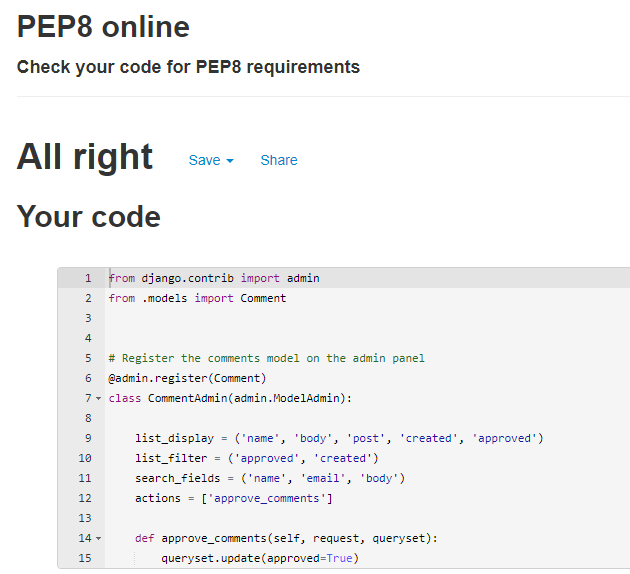 PEP8 online
Check your code for PEP8 requirements
All right Save Share
Your code
1 from django.contrib import admin
2 from .models import Comment
3
4
5 # Register the comments model on the admin panel
6 @admin.register(Comment)
7 class CommentAdmin(admin.ModelAdmin):
8
9     list_display = ('name', 'body', 'post', 'created', 'approved')
10     list_filter = ('approved', 'created')
11     search_fields = ('name', 'email', 'body')
12     actions = ['approve_comments']
13
14     def approve_comments(self, request, queryset):
15         queryset.update(approved=True)